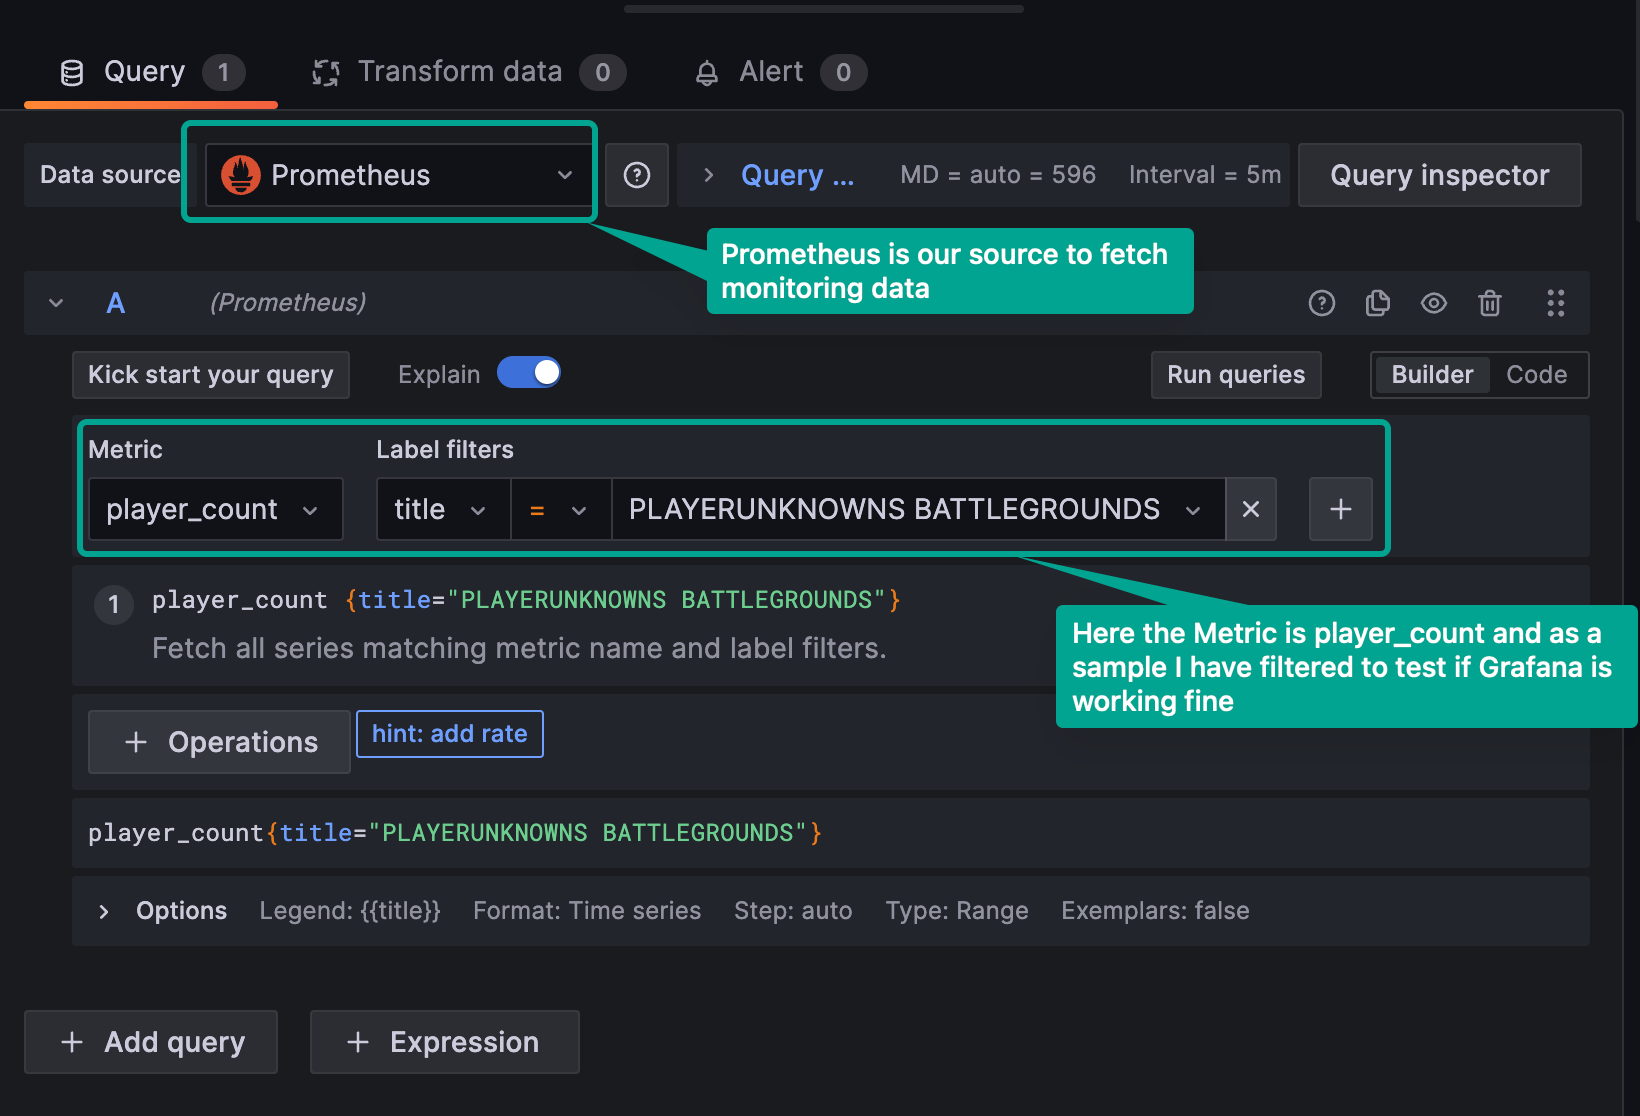 Query 1 Transform data 0 Alert 0
Data source Prometheus Query ... MD = auto = 596 Interval = 5m Query inspector
Prometheus is our source to fetch
monitoring data
A (Prometheus)
Kick start your query Explain Run queries Builder Code
Metric Label filters
player_count title = PLAYERUNKNOWNS BATTLEGROUNDS
1 player_count {title="PLAYERUNKNOWNS BATTLEGROUNDS"}
Fetch all series matching metric name and label filters.
Here the Metric is player_count and as a
sample I have filtered to test if Grafana is
working fine
+ Operations hint: add rate
player_count{title="PLAYERUNKNOWNS BATTLEGROUNDS"}
Options Legend: {{title}} Format: Time series Step: auto Type: Range Exemplars: false
+ Add query + Expression